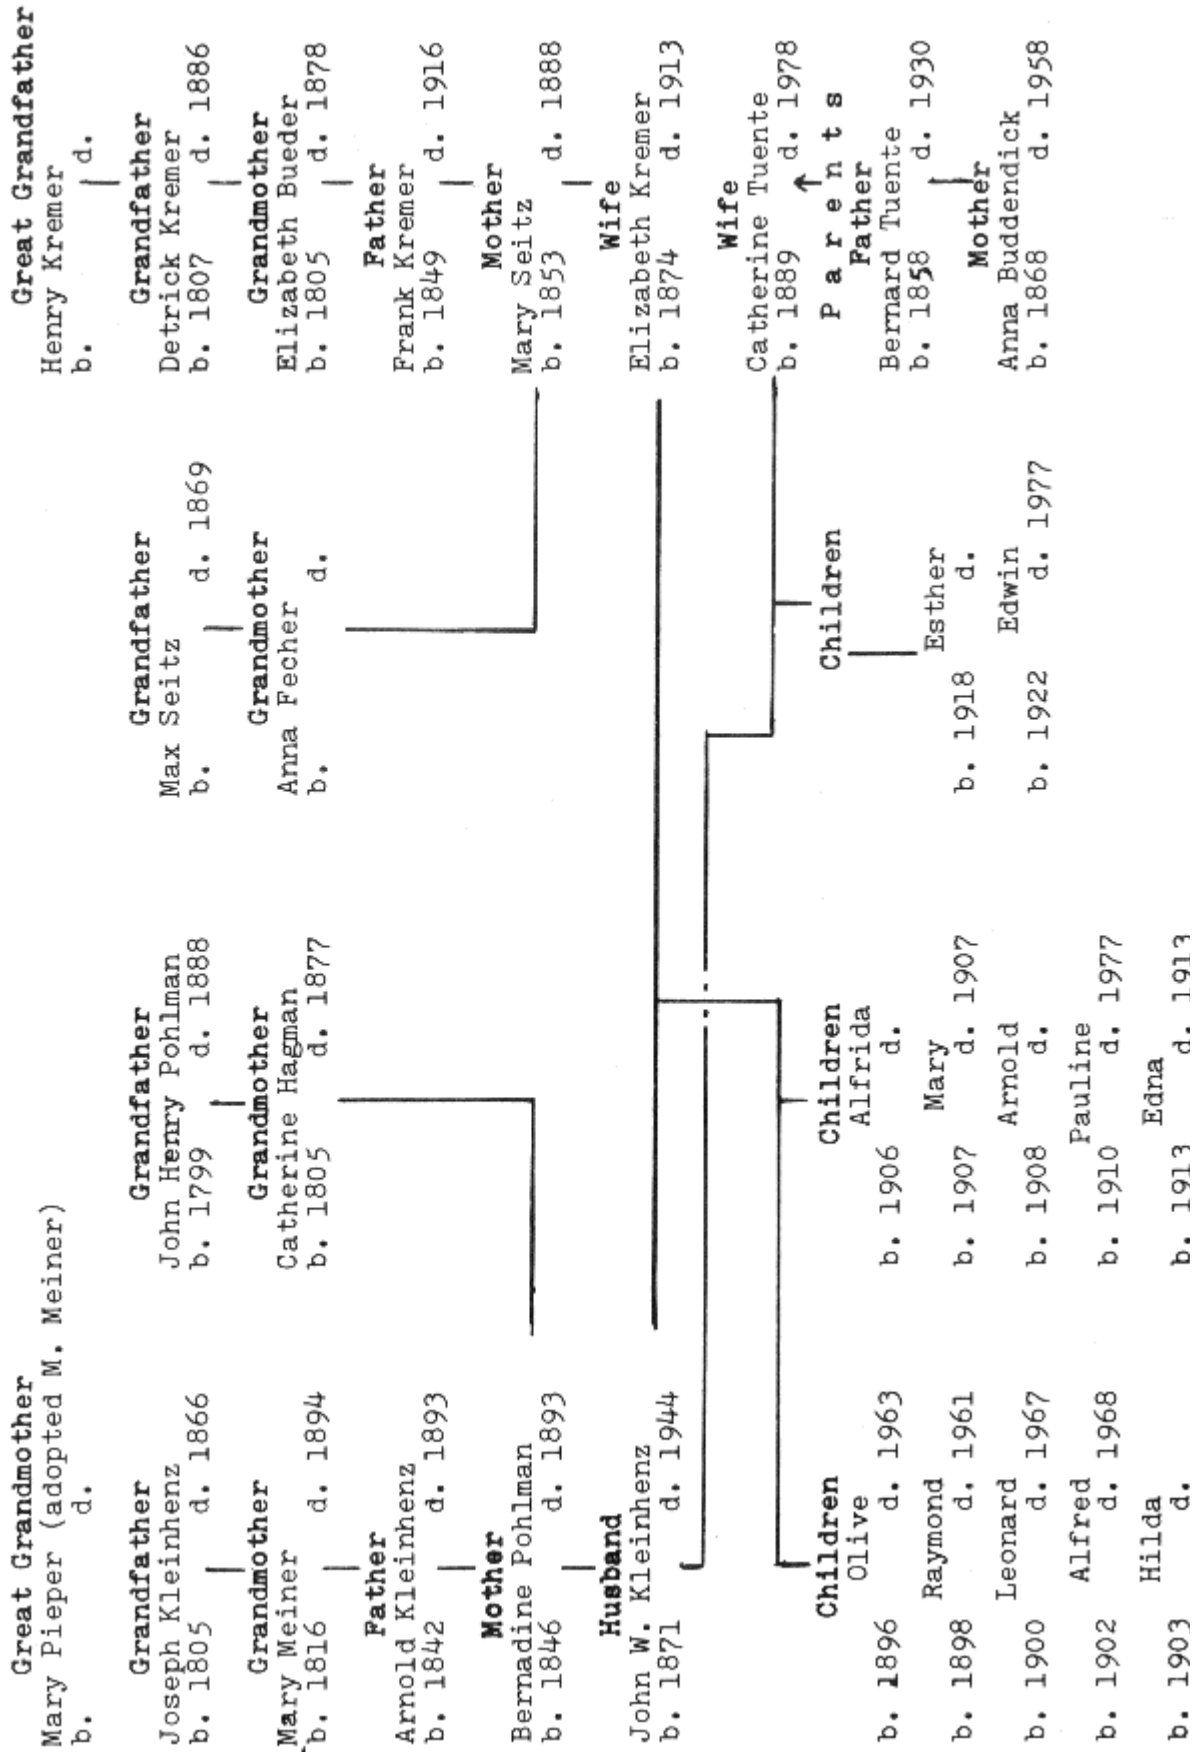 Great Grandmother
Mary Pieper (adopted M. Meiner)
b. d.
Grandfather
Joseph Kleinhenz
b. 1805 d. 1866
Grandmother
Mary Meiner
b. 1816 d. 1894
Father
Arnold Kleinhenz
b. 1842 d. 1893
Mother
Bernadine Pohlman
b. 1846 d. 1893
Husband
John W. Kleinhenz
b. 1871 d. 1944
Children
Olive
b. 1896 d. 1963
Raymond
b. 1898 d. 1961
Leonard
b. 1900 d. 1967
Alfred
b. 1902 d. 1968
Hilda
b. 1903 d.
Grandfather
John Henry Pohlman
b. 1799 d. 1888
Grandmother
Catherine Hagman
b. 1805 d. 1877
Children
Alfrida
b. 1906 d.
Mary
b. 1907 d. 1907
Arnold
b. 1908 d.
Pauline
b. 1910 d. 1977
Edna
b. 1913 d. 1913
Grandfather
Max Seitz
b. d. 1869
Grandmother
Anna Fecher
b. d.
Children
Esther
b. 1918 d.
Edwin
b. 1922 d. 1977
Great Grandfather
Henry Kremer
b. d.
Grandfather
Detrick Kremer
b. 1807 d. 1886
Grandmother
Elizabeth Bueder
b. 1805 d. 1878
Father
Frank Kremer
b. 1849 d. 1916
Mother
Mary Seitz
b. 1853 d. 1888
Wife
Elizabeth Kremer
b. 1874 d. 1913
Wife
Catherine Tuente
b. 1889 d. 1978
P a r e n t s
Father
Bernard Tuente
b. 1858 d. 1930
Mother
Anna Buddendick
b. 1868 d. 1958